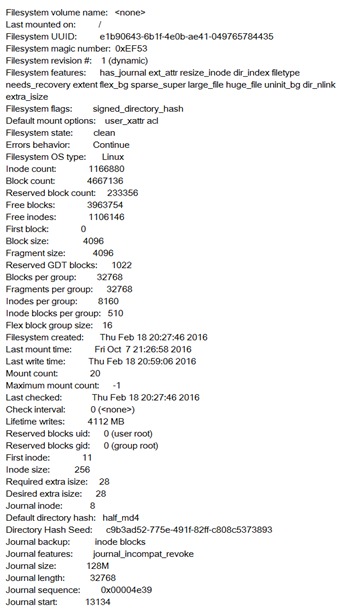 Filesystem volume name: <none>
Last mounted on: /
Filesystem UUID: e1b90643-6b1f-4e0b-ae41-049765784435
Filesystem magic number: 0xEF53
Filesystem revision #: 1 (dynamic)
Filesystem features: has_journal ext_attr resize_inode dir_index filetype
needs_recovery extent flex_bg sparse_super large_file huge_file uninit_bg dir_nlink
extra_isize
Filesystem flags: signed_directory_hash
Default mount options: user_xattr acl
Filesystem state: clean
Errors behavior: Continue
Filesystem OS type: Linux
Inode count: 1166880
Block count: 4667136
Reserved block count: 233356
Free blocks: 3963754
Free inodes: 1106146
First block: 0
Block size: 4096
Fragment size: 4096
Reserved GDT blocks: 1022
Blocks per group: 32768
Fragments per group: 32768
Inodes per group: 8160
Inode blocks per group: 510
Flex block group size: 16
Filesystem created: Thu Feb 18 20:27:46 2016
Last mount time: Fri Oct 7 21:26:58 2016
Last write time: Thu Feb 18 20:59:06 2016
Mount count: 20
Maximum mount count: -1
Last checked: Thu Feb 18 20:27:46 2016
Check interval: 0 (<none>)
Lifetime writes: 4112 MB
Reserved blocks uid: 0 (user root)
Reserved blocks gid: 0 (group root)
First inode: 11
Inode size: 256
Required extra isize: 28
Desired extra isize: 28
Journal inode: 8
Default directory hash: half_md4
Directory Hash Seed: c9b3ad52-775e-491f-82ff-c808c5373893
Journal backup: inode blocks
Journal features: journal_incompat_revoke
Journal size: 128M
Journal length: 32768
Journal sequence: 0x00004e39
Journal start: 13134